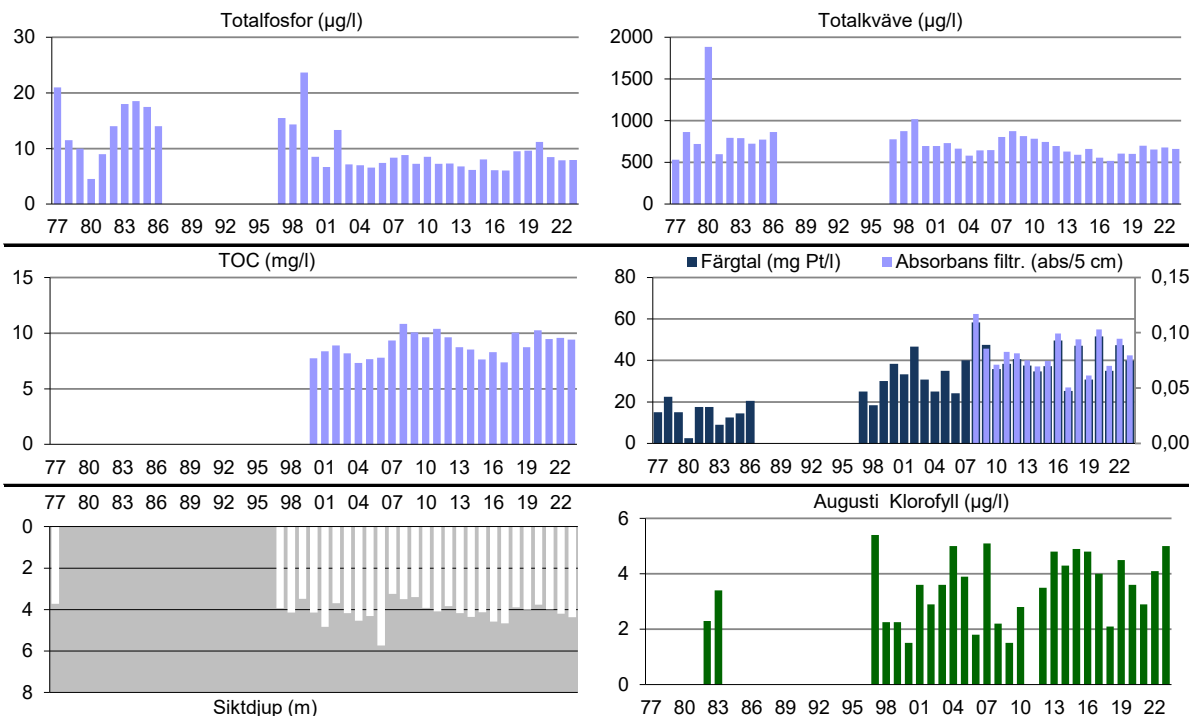 Totalfosfor (µg/l)
30
20
10
0
77 80 83 86 89 92 95 98 01 04 07 10 13 16 19 22
Totalkväve (µg/l)
2000
1500
1000
500
0
77 80 83 86 89 92 95 98 01 04 07 10 13 16 19 22
TOC (mg/l)
15
10
5
0
77 80 83 86 89 92 95 98 01 04 07 10 13 16 19 22
Färgtal (mg Pt/l) Absorbans filtr. (abs/5 cm)
80
60
40
20
0
0,15
0,10
0,05
0,00
77 80 83 86 89 92 95 98 01 04 07 10 13 16 19 22
77 80 83 86 89 92 95 98 01 04 07 10 13 16 19 22
0
2
4
6
8
Siktdjup (m)
Augusti Klorofyll (µg/l)
6
4
2
0
77 80 83 86 89 92 95 98 01 04 07 10 13 16 19 22